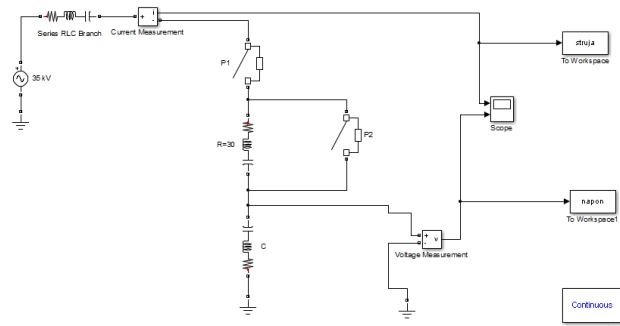 Series RLC Branch
+
i
-
Current Measurement
struja
To Workspace
P1
35 kV
Scope
R=30
P2
napon
To Workspace1
C
+
-
v
Voltage Measurement
Continuous